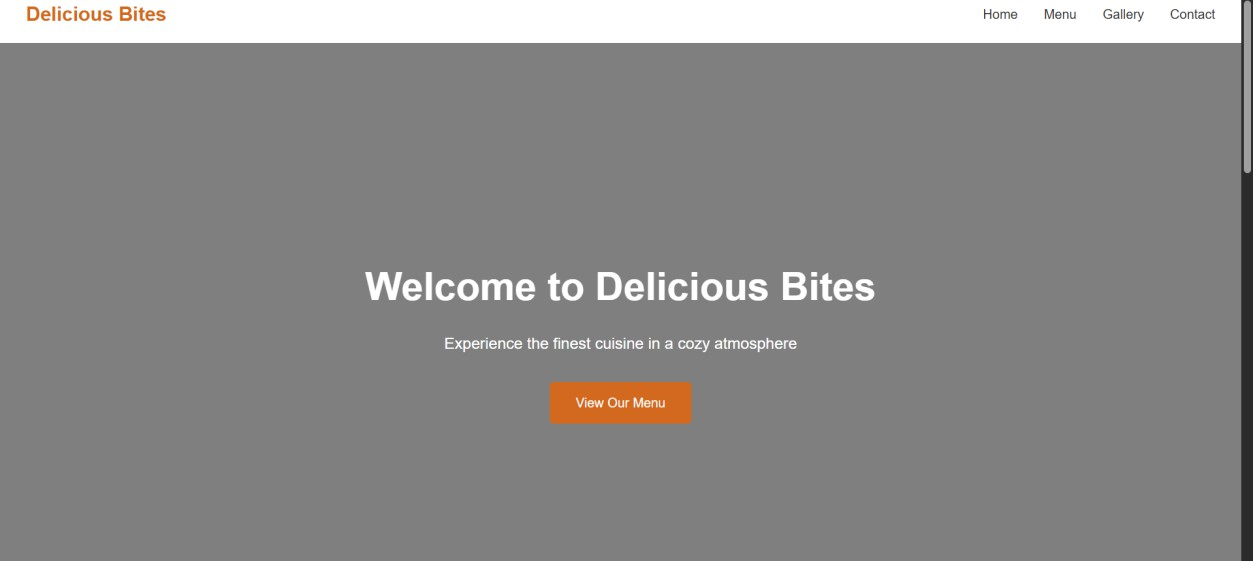 Delicious Bites
Home Menu Gallery Contact
Welcome to Delicious Bites
Experience the finest cuisine in a cozy atmosphere
View Our Menu